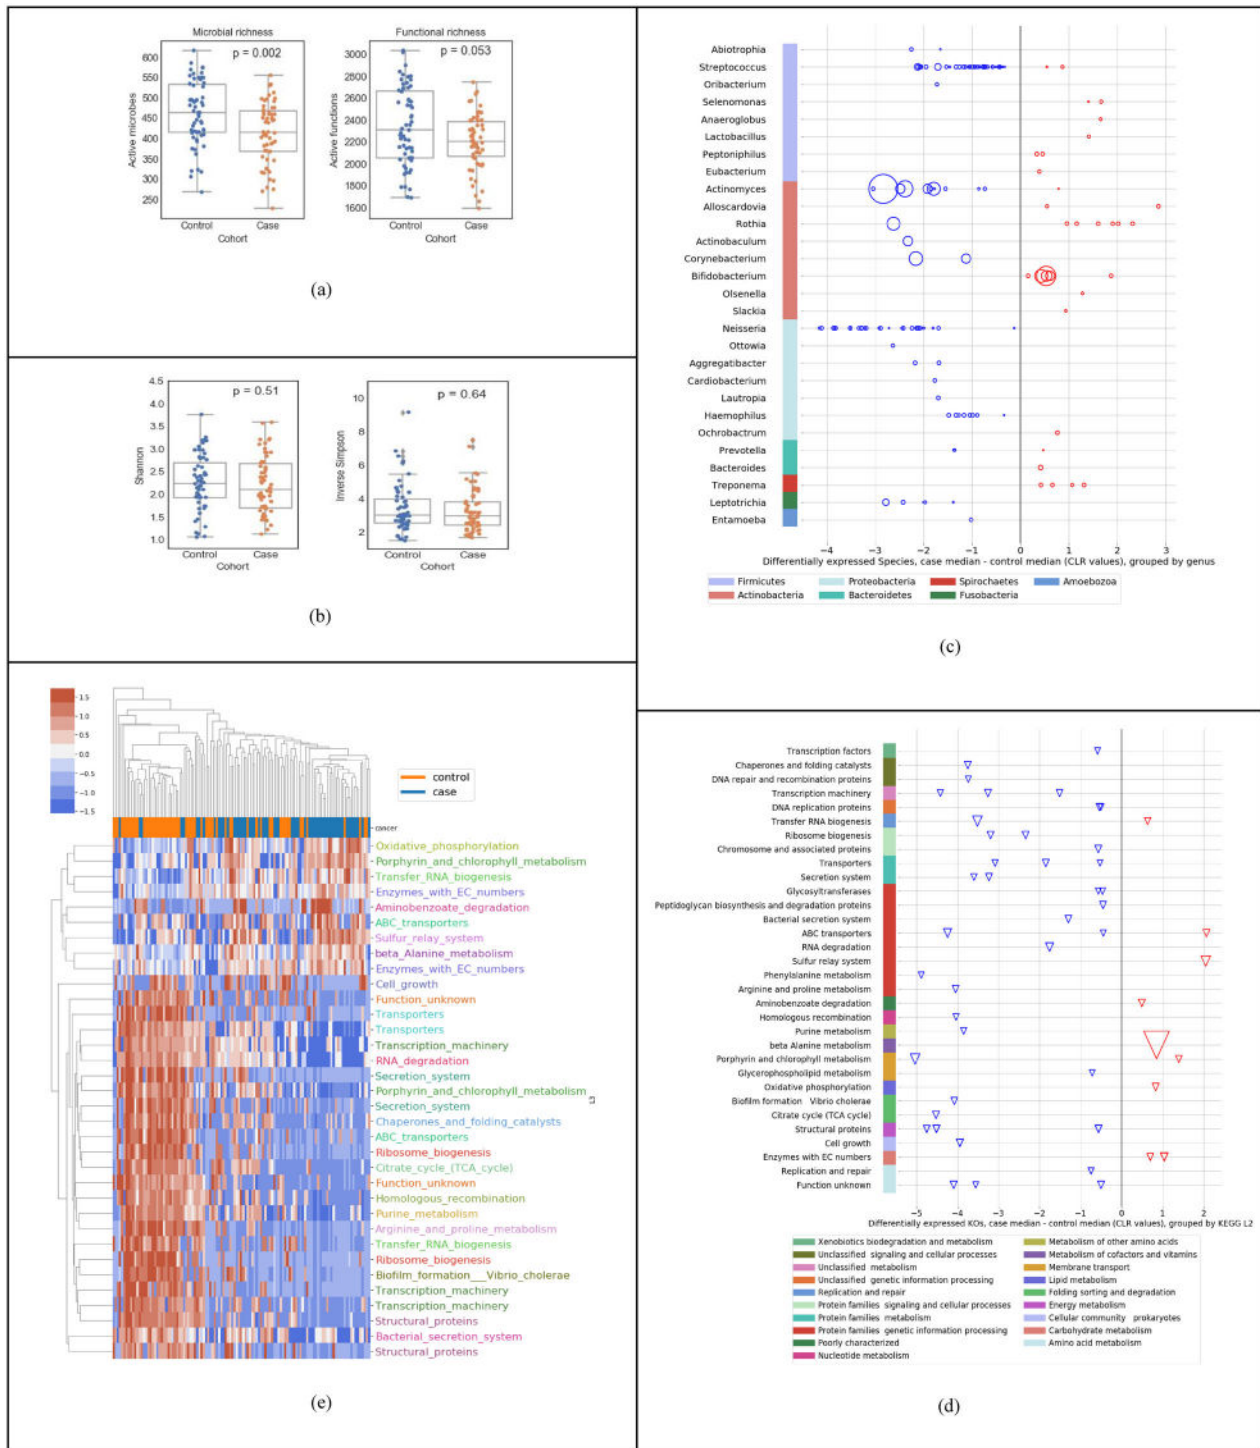 Microbial richness
Functional richness
p = 0.002
p = 0.053
600
550
500
450
400
350
300
250
Active microbes
3000
2800
2600
2400
2200
2000
1800
1600
Active functions
Control Case
Cohort
Control Case
Cohort
(a)
p = 0.51
p = 0.64
4.5
4.0
3.5
3.0
2.5
2.0
1.5
1.0
Shannon
10
8
6
4
2
Inverse Simpson
Control Case
Cohort
Control Case
Cohort
(b)
Abiotrophia
Streptococcus
Oribacterium
Selenomonas
Anaeroglobus
Lactobacillus
Peptoniphilus
Eubacterium
Actinomyces
Alloscardovia
Rothia
Actinobaculum
Corynebacterium
Bifidobacterium
Olsenella
Slackia
Neisseria
Ottowia
Aggregatibacter
Cardiobacterium
Lautropia
Haemophilus
Ochrobactrum
Prevotella
Bacteroides
Treponema
Leptotrichia
Entamoeba
−4 −3 −2 −1 0 1 2 3
Differentially expressed Species, case median - control median (CLR values), grouped by genus
Firmicutes Proteobacteria Spirochaetes Amoebozoa
Actinobacteria Bacteroidetes Fusobacteria
(c)
1.5
1.0
0.5
0.0
−0.5
−1.0
−1.5
control
case
cancer
Oxidative_phosphorylation
Porphyrin_and_chlorophyll_metabolism
Transfer_RNA_biogenesis
Enzymes_with_EC_numbers
Aminobenzoate_degradation
ABC_transporters
Sulfur_relay_system
beta_Alanine_metabolism
Enzymes_with_EC_numbers
Cell_growth
Function_unknown
Transporters
Transporters
Transcription_machinery
RNA_degradation
Secretion_system
Porphyrin_and_chlorophyll_metabolism
Secretion_system
Chaperones_and_folding_catalysts
ABC_transporters
Ribosome_biogenesis
Citrate_cycle_(TCA_cycle)
Function_unknown
Homologous_recombination
Purine_metabolism
Arginine_and_proline_metabolism
Transfer_RNA_biogenesis
Ribosome_biogenesis
Biofilm_formation___Vibrio_cholerae
Transcription_machinery
Transcription_machinery
Structural_proteins
Bacterial_secretion_system
Structural_proteins
L3
(e)
Transcription factors
Chaperones and folding catalysts
DNA repair and recombination proteins
Transcription machinery
DNA replication proteins
Transfer RNA biogenesis
Ribosome biogenesis
Chromosome and associated proteins
Transporters
Secretion system
Glycosyltransferases
Peptidoglycan biosynthesis and degradation proteins
Bacterial secretion system
ABC transporters
RNA degradation
Sulfur relay system
Phenylalanine metabolism
Arginine and proline metabolism
Aminobenzoate degradation
Homologous recombination
Purine metabolism
beta Alanine metabolism
Porphyrin and chlorophyll metabolism
Glycerophospholipid metabolism
Oxidative phosphorylation
Biofilm formation Vibrio cholerae
Citrate cycle (TCA cycle)
Structural proteins
Cell growth
Enzymes with EC numbers
Replication and repair
Function unknown
−5 −4 −3 −2 −1 0 1 2
Differentially expressed KOs, case median - control median (CLR values), grouped by KEGG L2
Xenobiotics biodegradation and metabolism
Unclassified signaling and cellular processes
Unclassified metabolism
Unclassified genetic information processing
Replication and repair
Protein families signaling and cellular processes
Protein families metabolism
Protein families genetic information processing
Poorly characterized
Nucleotide metabolism
Metabolism of other amino acids
Metabolism of cofactors and vitamins
Membrane transport
Lipid metabolism
Folding sorting and degradation
Energy metabolism
Cellular community prokaryotes
Carbohydrate metabolism
Amino acid metabolism
(d)